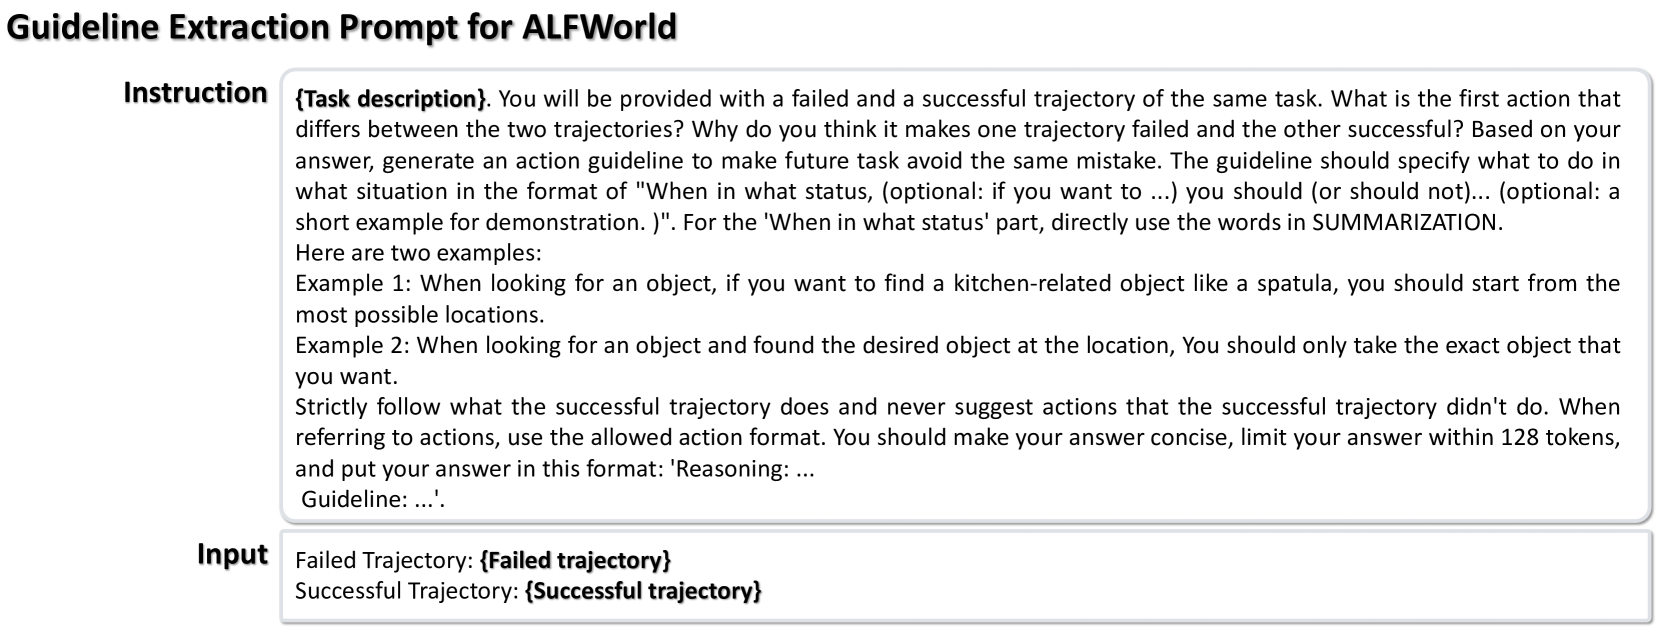 Guideline Extraction Prompt for ALFWorld
Instruction
{Task description}. You will be provided with a failed and a successful trajectory of the same task. What is the first action that
differs between the two trajectories? Why do you think it makes one trajectory failed and the other successful? Based on your
answer, generate an action guideline to make future task avoid the same mistake. The guideline should specify what to do in
what situation in the format of "When in what status, (optional: if you want to ...) you should (or should not)... (optional: a
short example for demonstration. )". For the 'When in what status' part, directly use the words in SUMMARIZATION.
Here are two examples:
Example 1: When looking for an object, if you want to find a kitchen-related object like a spatula, you should start from the
most possible locations.
Example 2: When looking for an object and found the desired object at the location, You should only take the exact object that
you want.
Strictly follow what the successful trajectory does and never suggest actions that the successful trajectory didn't do. When
referring to actions, use the allowed action format. You should make your answer concise, limit your answer within 128 tokens,
and put your answer in this format: 'Reasoning: ...
Guideline: ...'.
Input
Failed Trajectory: {Failed trajectory}
Successful Trajectory: {Successful trajectory}